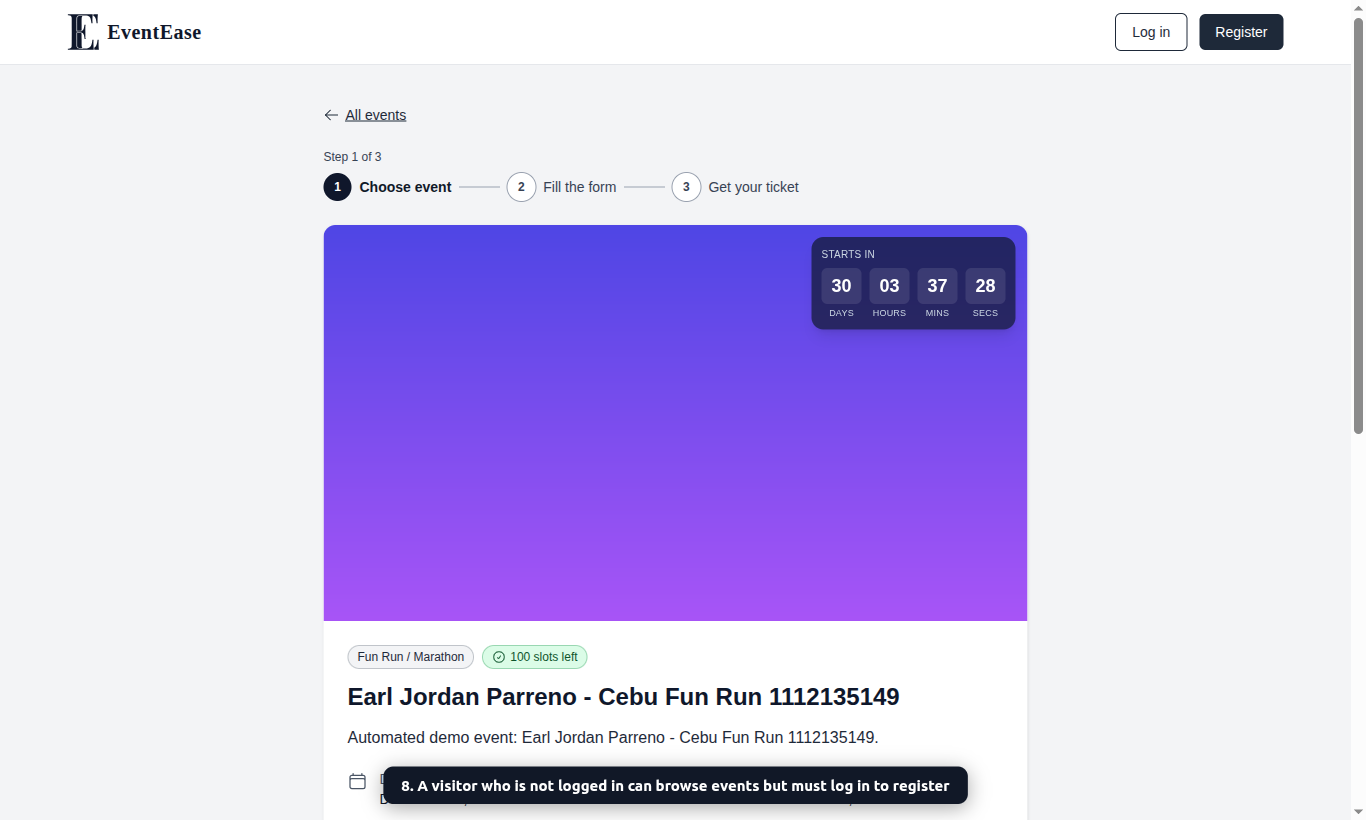 EventEase
Log in
Register
All events
Step 1 of 3
1 Choose event
2 Fill the form
3 Get your ticket
STARTS IN
30 03 37 28
DAYS HOURS MINS SECS
Fun Run / Marathon
100 slots left
Earl Jordan Parreno - Cebu Fun Run 1112135149
Automated demo event: Earl Jordan Parreno - Cebu Fun Run 1112135149.
8. A visitor who is not logged in can browse events but must log in to register